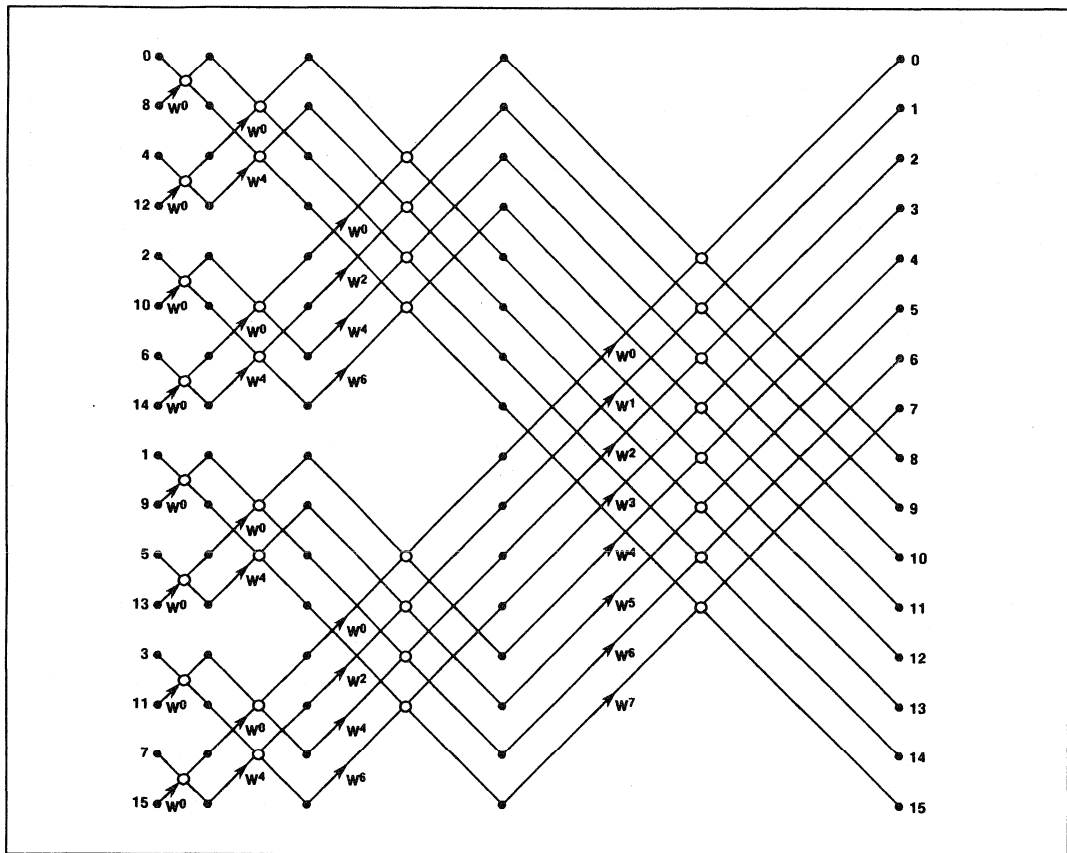 0 0
8 W⁰ 1
W⁰
4 2
W⁴
12 W⁰ 3
W⁰
2 4
W²
10 W⁰ 5
W⁰ W⁴
6 W⁰ 6
W⁴ W⁶
14 W⁰ W¹ 7
1 W² 8
9 W⁰ W³ 9
W⁰
5 W⁴ 10
W⁴
13 W⁰ W⁵ 11
W⁰
3 W⁶ 12
W²
11 W⁰ W⁷ 13
W⁰ W⁴
7 14
W⁴ W⁶
15 W⁰ 15